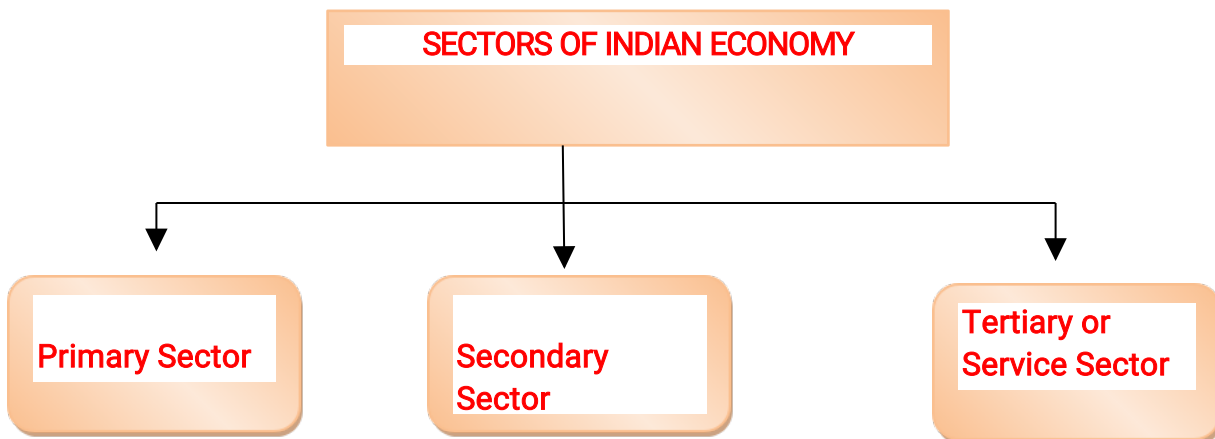 SECTORS OF INDIAN ECONOMY
Primary Sector
Secondary
Sector
Tertiary or
Service Sector